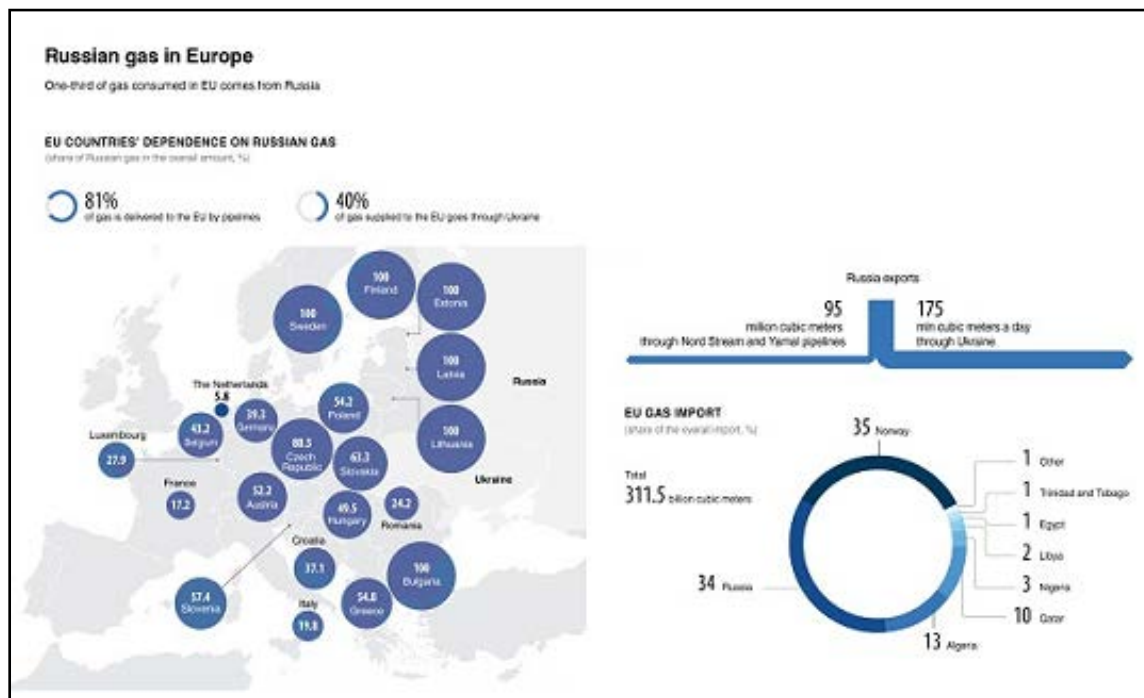 Russian gas in Europe
One-third of gas consumed in EU comes from Russia
EU COUNTRIES' DEPENDENCE ON RUSSIAN GAS
(share of Russian gas in the overall amount, %)
81%
of gas is delivered to the EU by pipelines
40%
of gas supplied to the EU goes through Ukraine
100
Finland
100
Estonia
100
Sweden
100
Latvia
Russia
The Netherlands
5.8
54.2
Poland
39.3
Germany
43.2
Belgium
100
Lithuania
Luxembourg
27.9
80.5
Czech
Republic
63.3
Slovakia
Ukraine
France
17.2
52.2
Austria
49.5
Hungary
24.2
Romania
Croatia
37.1
100
Bulgaria
57.4
Slovenia
Italy
19.8
54.8
Greece
Russia exports
95
million cubic meters
through Nord Stream and Yamal pipelines
175
mln cubic meters a day
through Ukraine
EU GAS IMPORT
(share of the overall import, %)
Total
311.5 billion cubic meters
35 Norway
1 Other
1 Trinidad and Tobago
1 Egypt
2 Libya
3 Nigeria
10 Qatar
13 Algeria
34 Russia